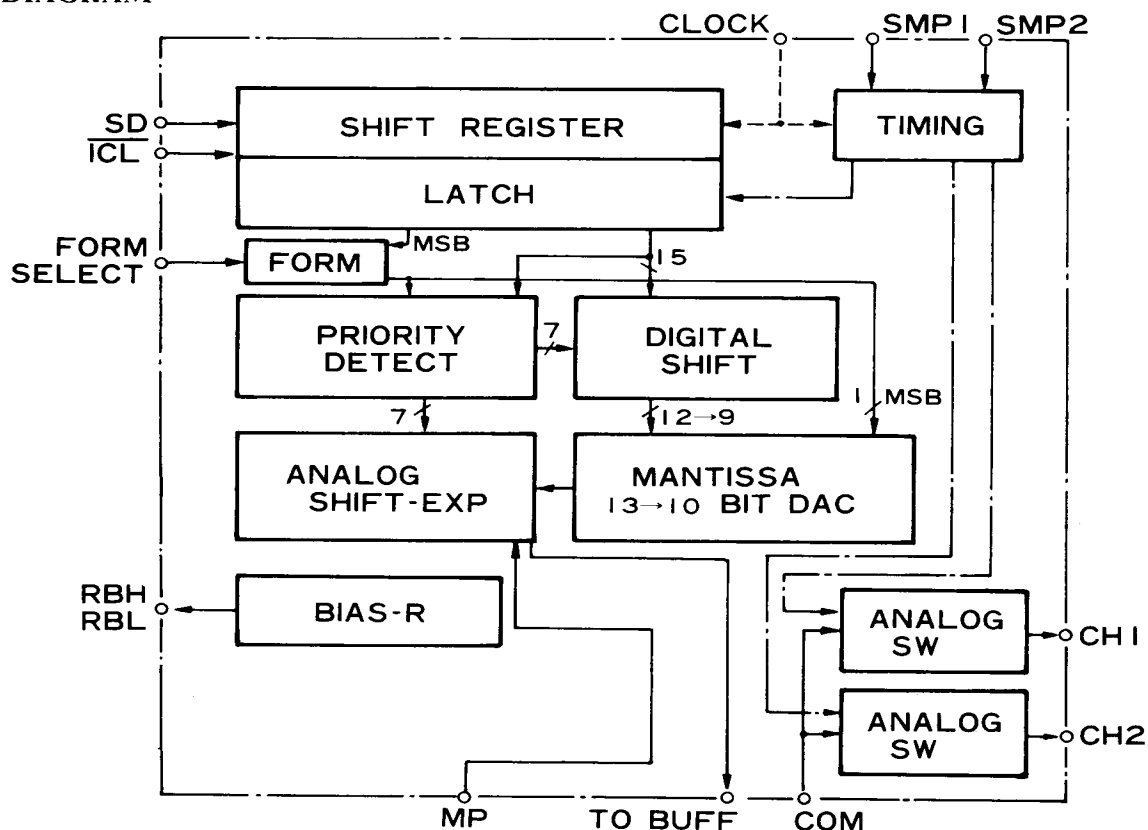 DIAGRAM
CLOCK
SMP1
SMP2
SD
ICL
SHIFT REGISTER
TIMING
LATCH
FORM
SELECT
FORM
MSB
15
PRIORITY
DETECT
7
DIGITAL
SHIFT
7
12→9
1
MSB
ANALOG
SHIFT-EXP
MANTISSA
13→10 BIT DAC
RBH
RBL
BIAS-R
ANALOG
SW
CH1
ANALOG
SW
CH2
MP
TO BUFF
COM